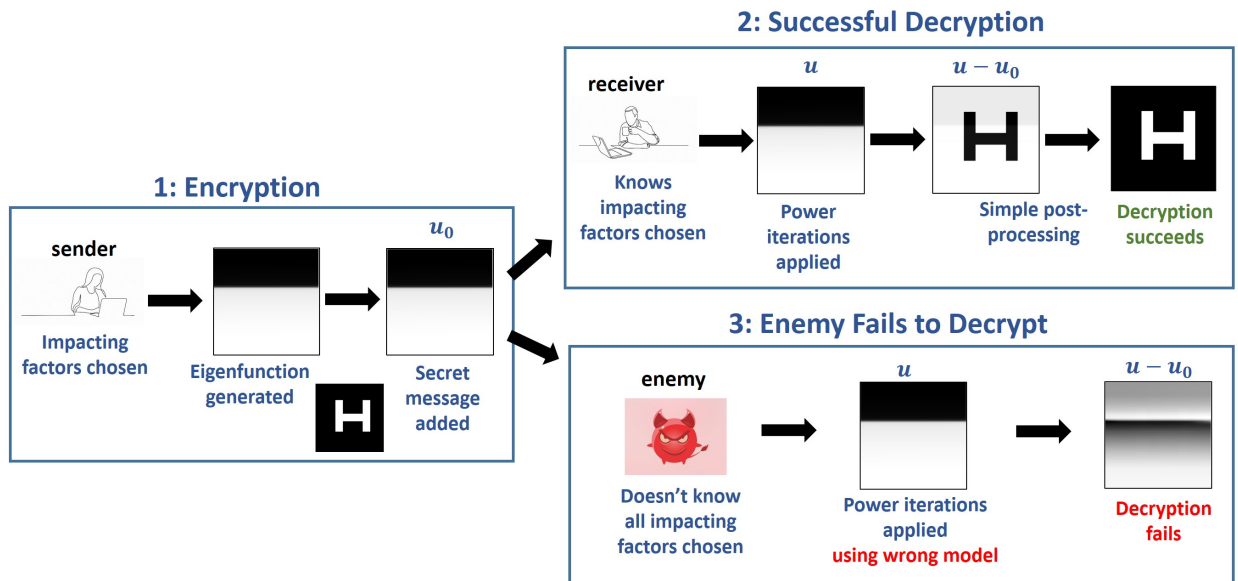 1: Encryption
sender
Impacting
factors chosen
Eigenfunction
generated
H
u₀
Secret
message
added
2: Successful Decryption
receiver
Knows
impacting
factors chosen
u
Power
iterations
applied
u − u₀
H
Simple post-
processing
H
Decryption
succeeds
3: Enemy Fails to Decrypt
enemy
Doesn't know
all impacting
factors chosen
u
Power iterations
applied
using wrong model
u − u₀
Decryption
fails